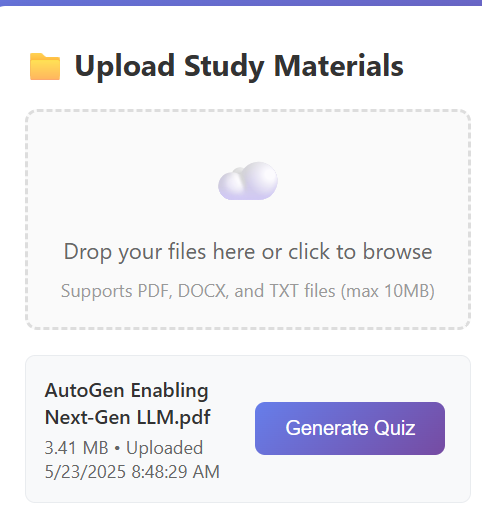 Upload Study Materials
Drop your files here or click to browse
Supports PDF, DOCX, and TXT files (max 10MB)
AutoGen Enabling
Next-Gen LLM.pdf
3.41 MB • Uploaded
5/23/2025 8:48:29 AM
Generate Quiz